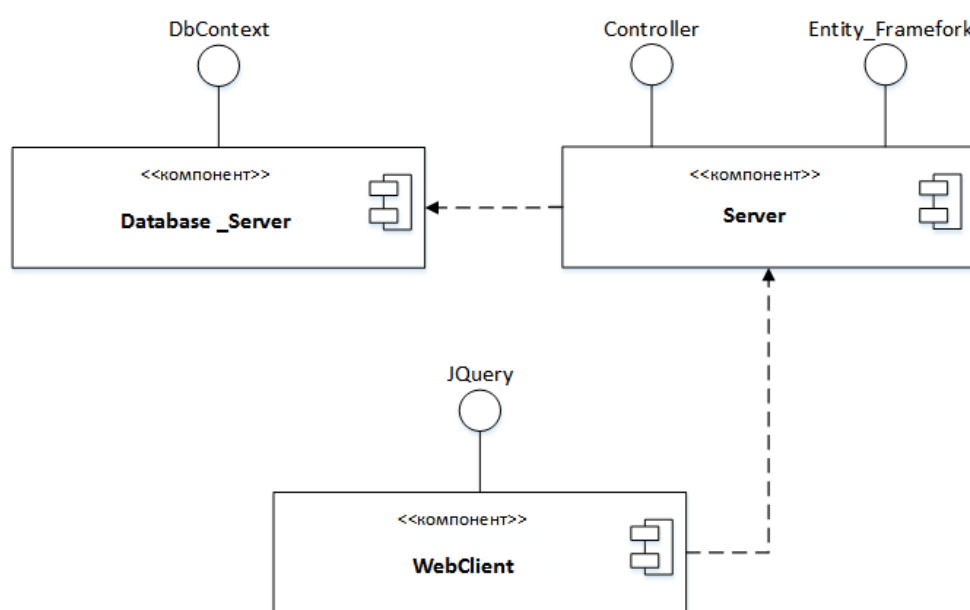 DbContext
Controller
Entity_Framefork
<<компонент>>
Database _Server
<<компонент>>
Server
JQuery
<<компонент>>
WebClient